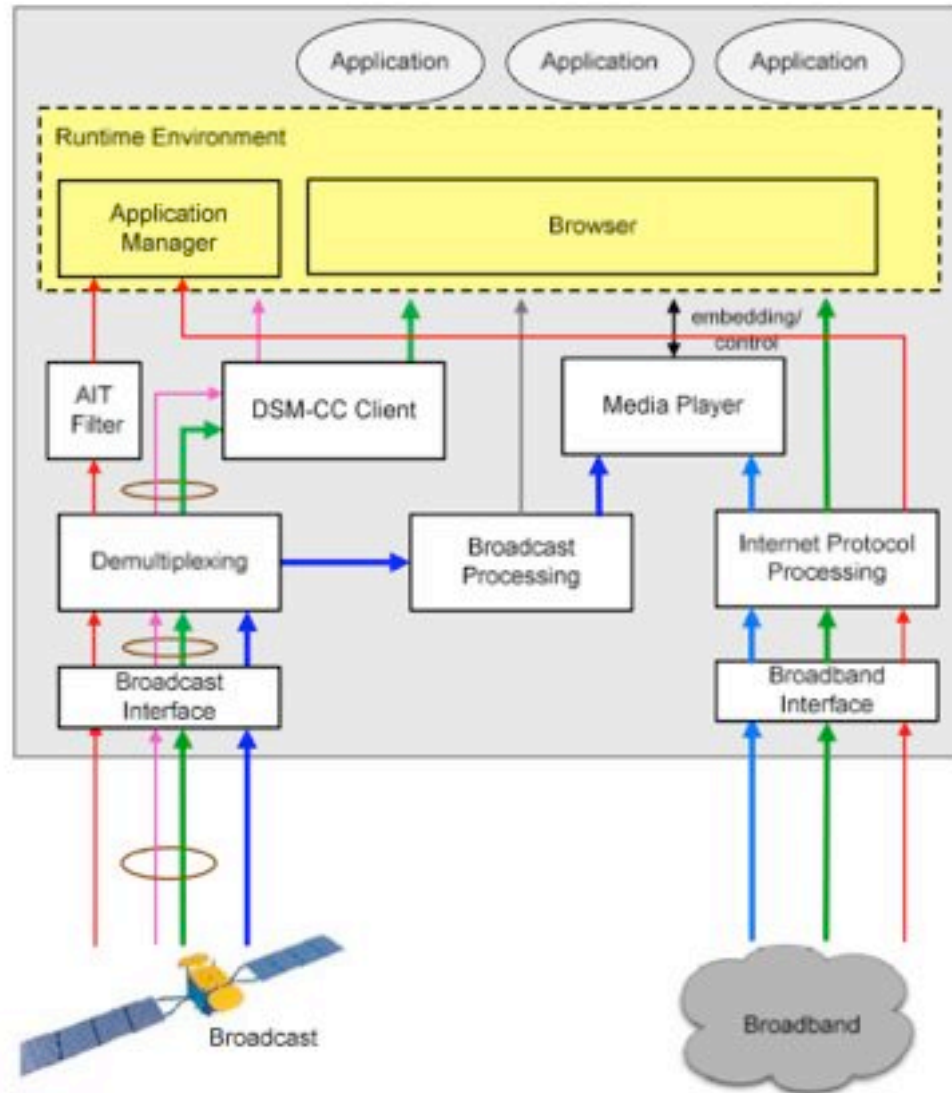 Application
Application
Application
Runtime Environment
Application
Manager
Browser
embedding/
control
AIT
Filter
DSM-CC Client
Media Player
Demultiplexing
Broadcast
Processing
Internet Protocol
Processing
Broadcast
Interface
Broadband
Interface
Broadcast
Broadband